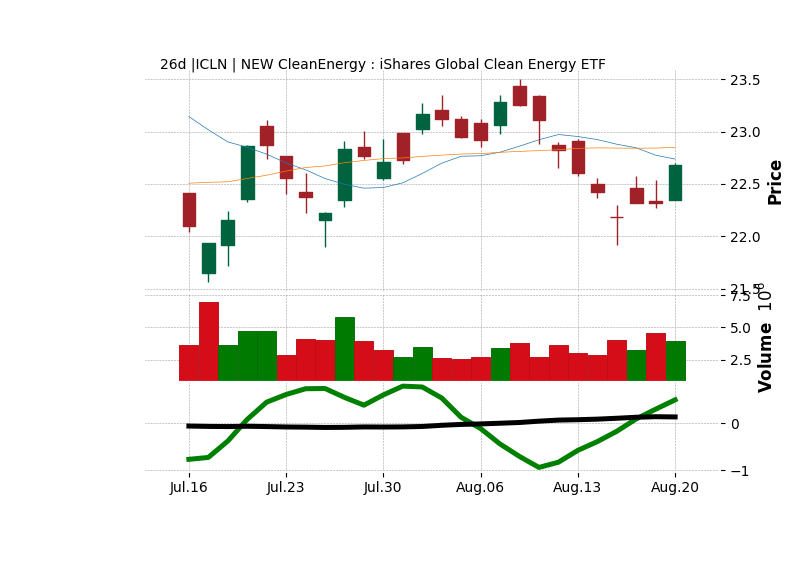 26d |ICLN | NEW CleanEnergy : iShares Global Clean Energy ETF
23.5
23.0
22.5
22.0
21.5
Price
7.5
5.0
2.5
Volume 10^6
0
−1
Jul.16 Jul.23 Jul.30 Aug.06 Aug.13 Aug.20